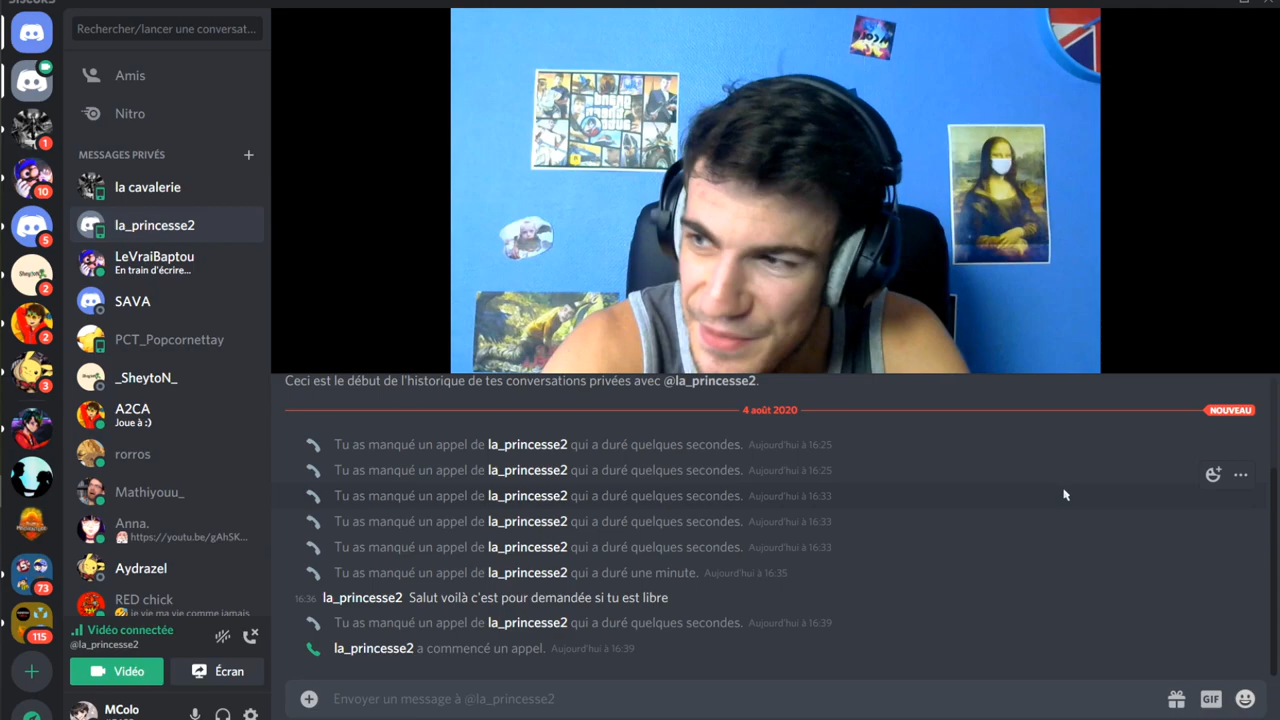 Rechercher/lancer une conversat...
Amis
Nitro
MESSAGES PRIVÉS
la cavalerie
la_princesse2
LeVraiBaptou
En train d'écrire...
SAVA
PCT_Popcornettay
_SheytoN_
A2CA
Joue à :)
rorros
Mathiyouu_
Anna.
https://youtu.be/gAhSK...
Aydrazel
RED chick
je vie ma vie comme jamais
Vidéo connectée
@la_princesse2
Vidéo
Écran
MColo
1
10
5
2
2
3
73
115
Ceci est le début de l'historique de tes conversations privées avec @la_princesse2.
4 août 2020
NOUVEAU
Tu as manqué un appel de la_princesse2 qui a duré quelques secondes. Aujourd'hui à 16:25
Tu as manqué un appel de la_princesse2 qui a duré quelques secondes. Aujourd'hui à 16:25
Tu as manqué un appel de la_princesse2 qui a duré quelques secondes. Aujourd'hui à 16:33
Tu as manqué un appel de la_princesse2 qui a duré quelques secondes. Aujourd'hui à 16:33
Tu as manqué un appel de la_princesse2 qui a duré quelques secondes. Aujourd'hui à 16:33
Tu as manqué un appel de la_princesse2 qui a duré une minute. Aujourd'hui à 16:35
16:36 la_princesse2 Salut voilà c'est pour demandée si tu est libre
Tu as manqué un appel de la_princesse2 qui a duré quelques secondes. Aujourd'hui à 16:39
la_princesse2 a commencé un appel. Aujourd'hui à 16:39
Envoyer un message à @la_princesse2
GIF